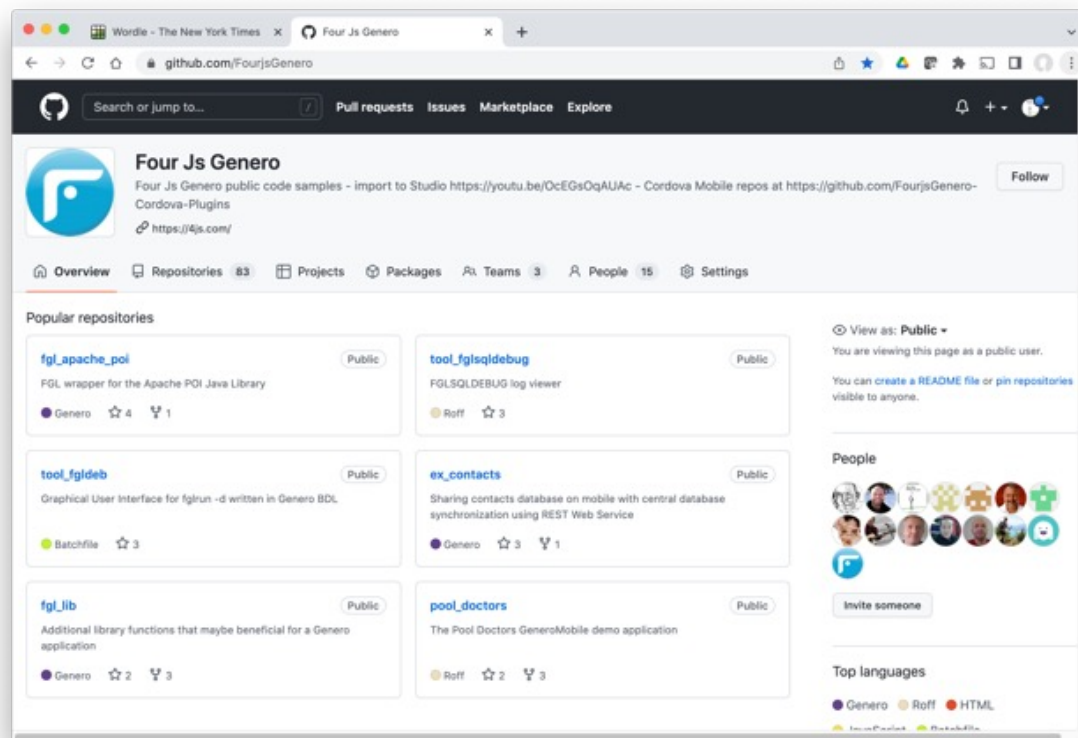 Wordle - The New York Times
Four Js Genero
github.com/FourjsGenero
Search or jump to...
/
Pull requests Issues Marketplace Explore
Four Js Genero
Four Js Genero public code samples - import to Studio https://youtu.be/OcEGsOqAUAc - Cordova Mobile repos at https://github.com/FourjsGenero-
Cordova-Plugins
https://4js.com/
Follow
Overview Repositories 83 Projects Packages Teams 3 People 15 Settings
Popular repositories
fgl_apache_poi Public
FGL wrapper for the Apache POI Java Library
Genero 4 1
tool_fglsqldebug Public
FGLSQLDEBUG log viewer
Roff 3
tool_fgldeb Public
Graphical User Interface for fglrun -d written in Genero BDL
Batchfile 3
ex_contacts Public
Sharing contacts database on mobile with central database
synchronization using REST Web Service
Genero 3 1
fgl_lib Public
Additional library functions that maybe beneficial for a Genero
application
Genero 2 3
pool_doctors Public
The Pool Doctors GeneroMobile demo application
Roff 2 3
View as: Public
You are viewing this page as a public user.
You can create a README file or pin repositories
visible to anyone.
People
Invite someone
Top languages
Genero Roff HTML
JavaScript Batchfile